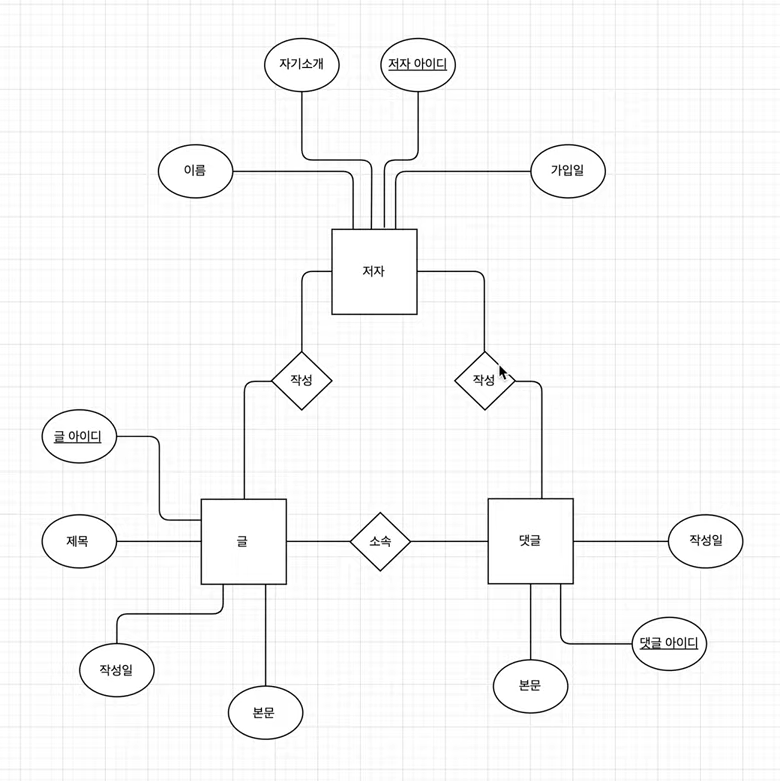 자기소개
저자 아이디
이름
가입일
저자
작성
작성
글 아이디
제목
글
소속
댓글
작성일
작성일
댓글 아이디
본문
본문